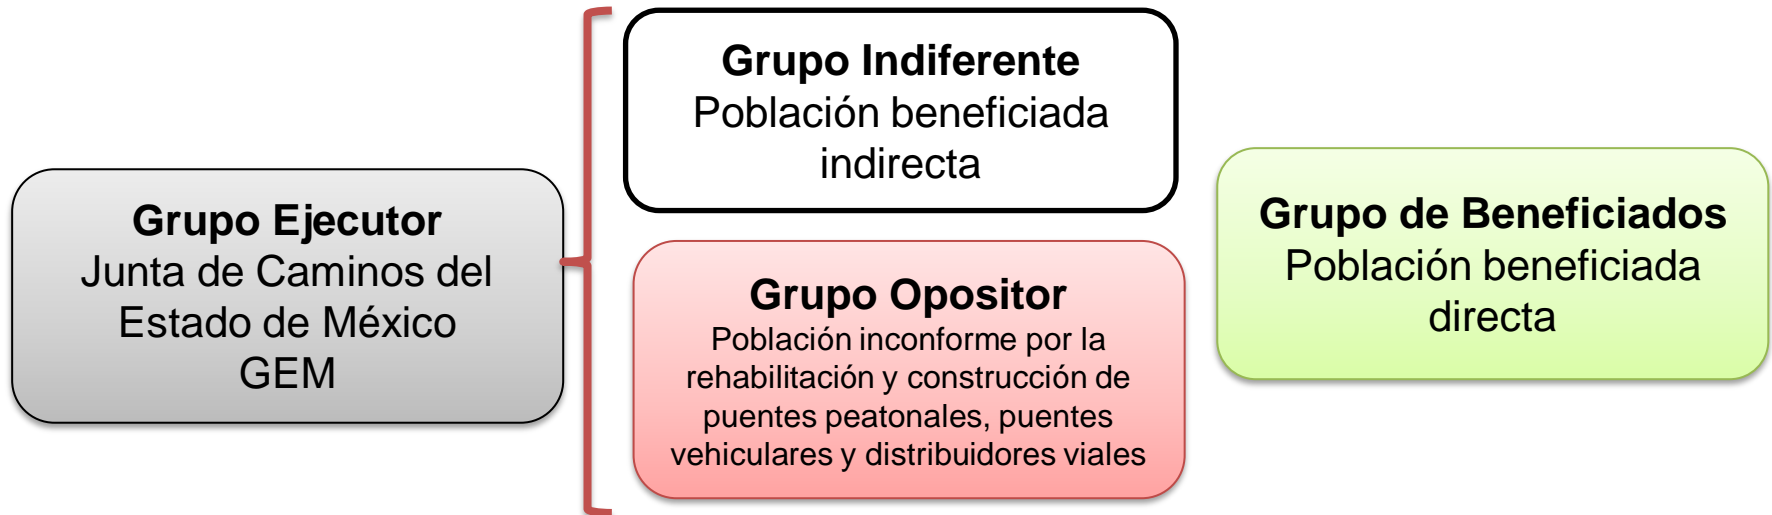 Grupo Ejecutor
Junta de Caminos del
Estado de México
GEM
Grupo Indiferente
Población beneficiada
indirecta
Grupo Opositor
Población inconforme por la
rehabilitación y construcción de
puentes peatonales, puentes
vehiculares y distribuidores viales
Grupo de Beneficiados
Población beneficiada
directa